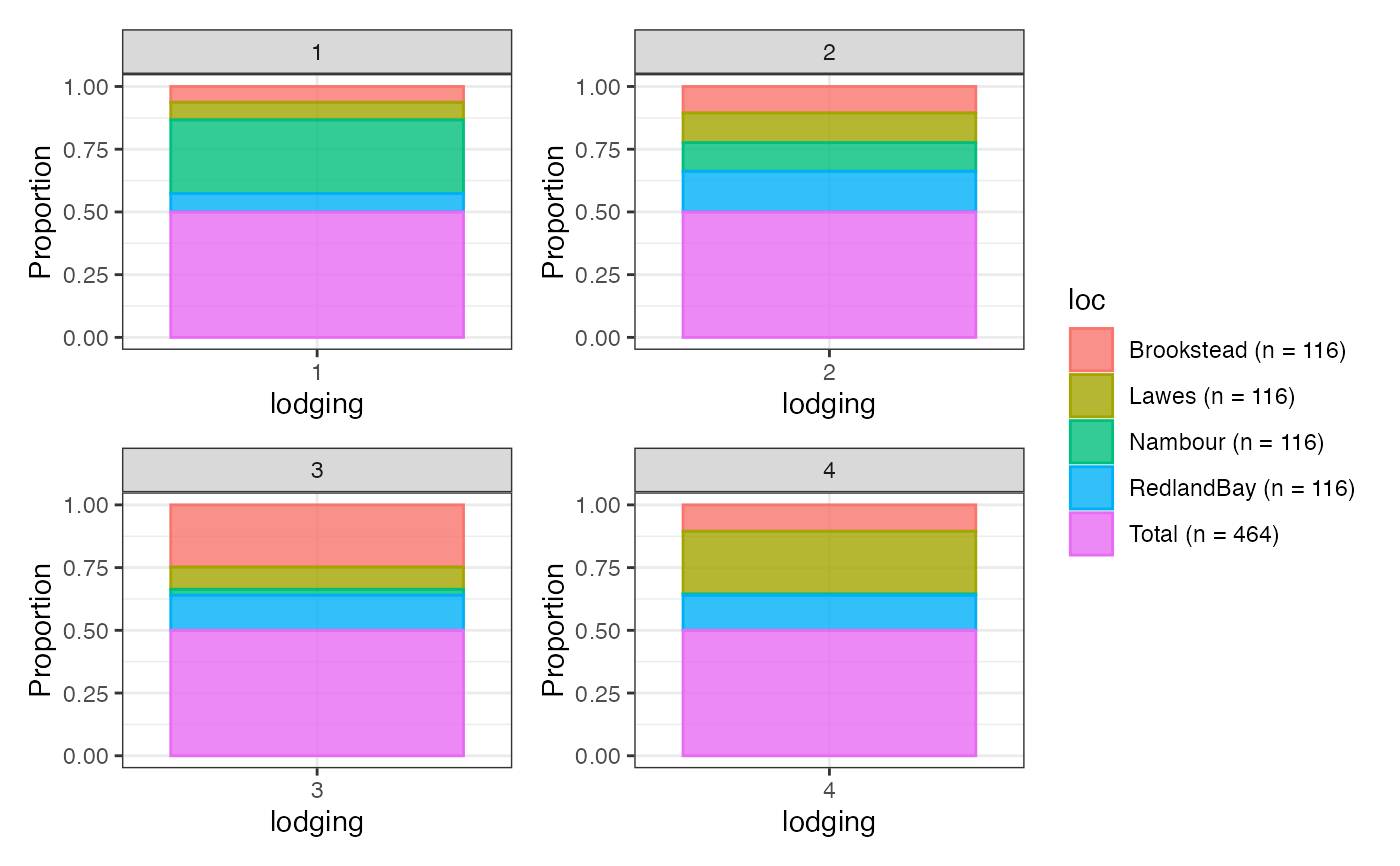 1
Proportion
1.00
0.75
0.50
0.25
0.00
1
lodging
2
Proportion
1.00
0.75
0.50
0.25
0.00
2
lodging
3
Proportion
1.00
0.75
0.50
0.25
0.00
3
lodging
4
Proportion
1.00
0.75
0.50
0.25
0.00
4
lodging
loc
Brookstead (n = 116)
Lawes (n = 116)
Nambour (n = 116)
RedlandBay (n = 116)
Total (n = 464)